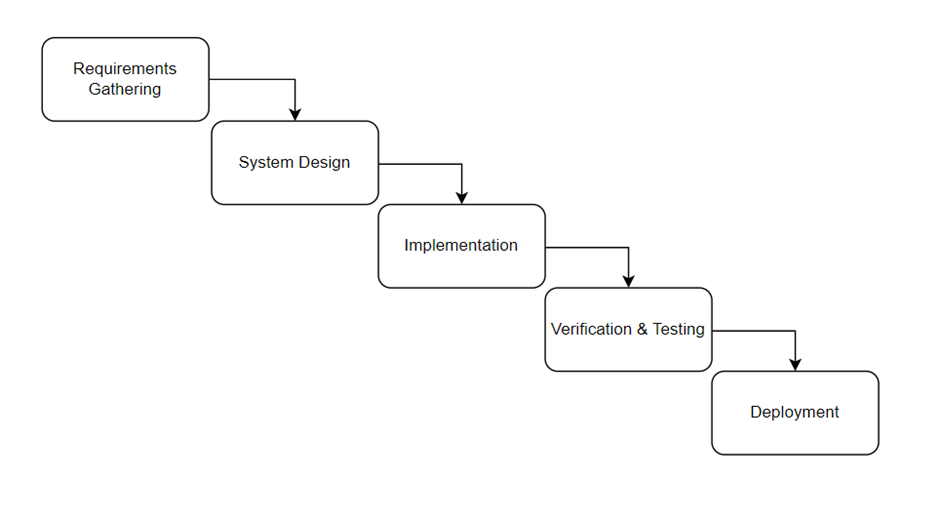 Requirements
Gathering
System Design
Implementation
Verification & Testing
Deployment